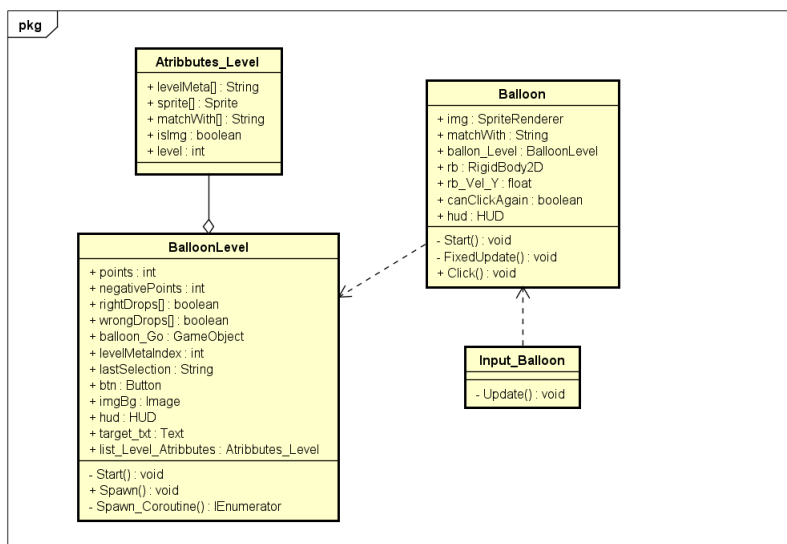 pkg
Atribbutes_Level
+ levelMeta[] : String
+ sprite[] : Sprite
+ matchWith[] : String
+ isImg : boolean
+ level : int
Balloon
+ img : SpriteRenderer
+ matchWith : String
+ ballon_Level : BalloonLevel
+ rb : RigidBody2D
+ rb_Vel_Y : float
+ canClickAgain : boolean
+ hud : HUD
- Start() : void
- FixedUpdate() : void
+ Click() : void
BalloonLevel
+ points : int
+ negativePoints : int
+ rightDrops[] : boolean
+ wrongDrops[] : boolean
+ balloon_Go : GameObject
+ levelMetaIndex : int
+ lastSelection : String
+ btn : Button
+ imgBg : Image
+ hud : HUD
+ target_txt : Text
+ list_Level_Atribbutes : Atribbutes_Level
- Start() : void
+ Spawn() : void
- Spawn_Coroutine() : IEnumerator
Input_Balloon
- Update() : void